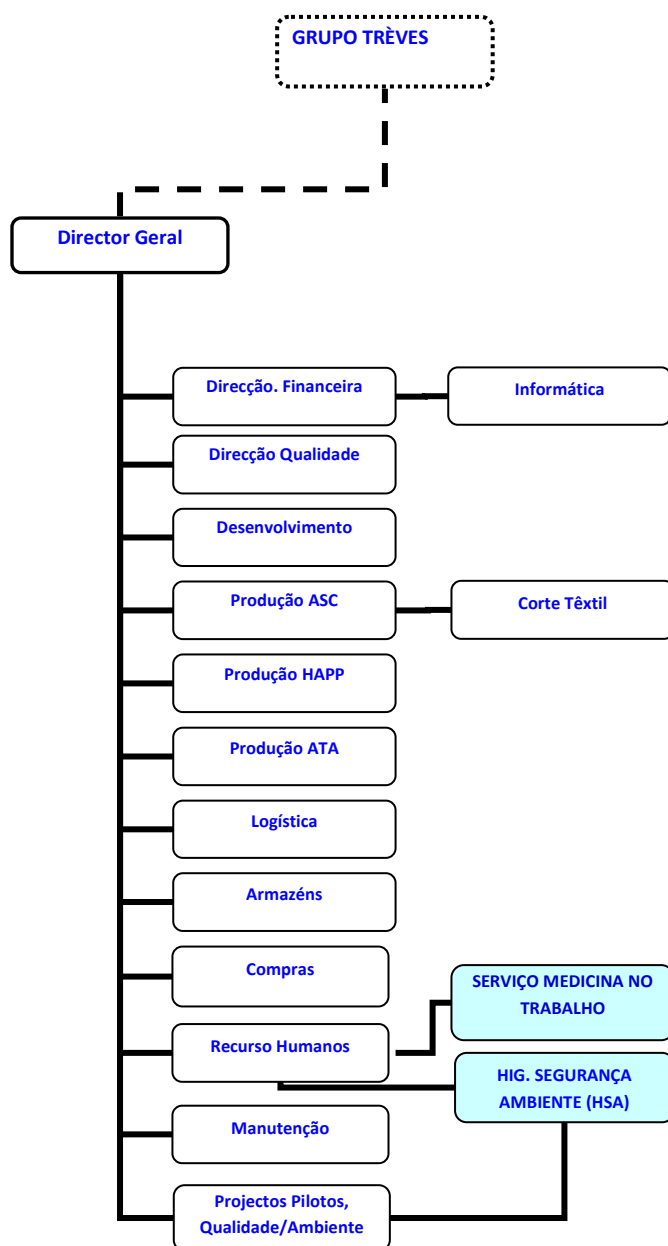 GRUPO TRÈVES
Director Geral
Direcção. Financeira
Informática
Direcção Qualidade
Desenvolvimento
Produção ASC
Corte Têxtil
Produção HAPP
Produção ATA
Logística
Armazéns
Compras
SERVIÇO MEDICINA NO
TRABALHO
Recurso Humanos
HIG. SEGURANÇA
AMBIENTE (HSA)
Manutenção
Projectos Pilotos,
Qualidade/Ambiente